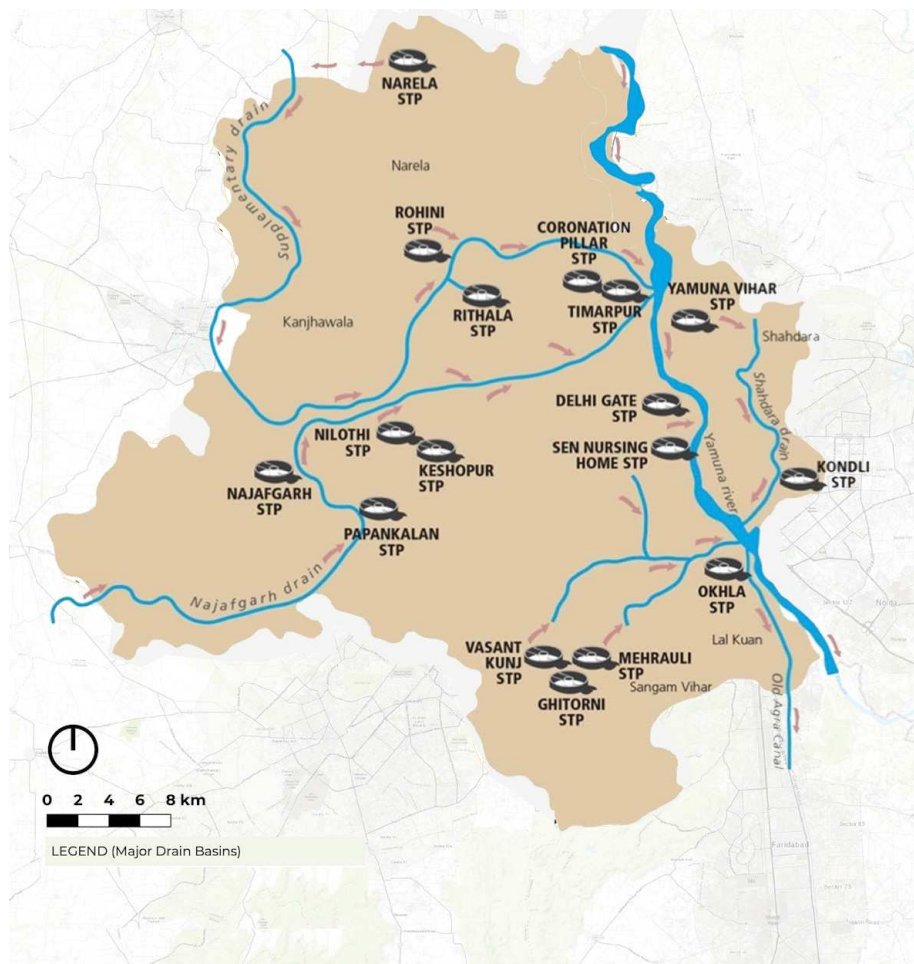 NARELA
STP
Supplementary drain
Narela
ROHINI
STP
CORONATION
PILLAR
STP
RITHALA
STP
TIMARPUR
STP
YAMUNA VIHAR
STP
Shahdara
Kanjhawala
Shahdara drain
DELHI GATE
STP
SEN NURSING
HOME STP
Yamuna river
KONDLI
STP
NILOTHI
STP
KESHOPUR
STP
NAJAFGARH
STP
PAPANKALAN
STP
Najafgarh drain
OKHLA
STP
Lal Kuan
VASANT
KUNJ
STP
MEHRAULI
STP
Sangam Vihar
GHITORNI
STP
Old Agra Canal
Noida
Faridabad
0 2 4 6 8 km
LEGEND (Major Drain Basins)